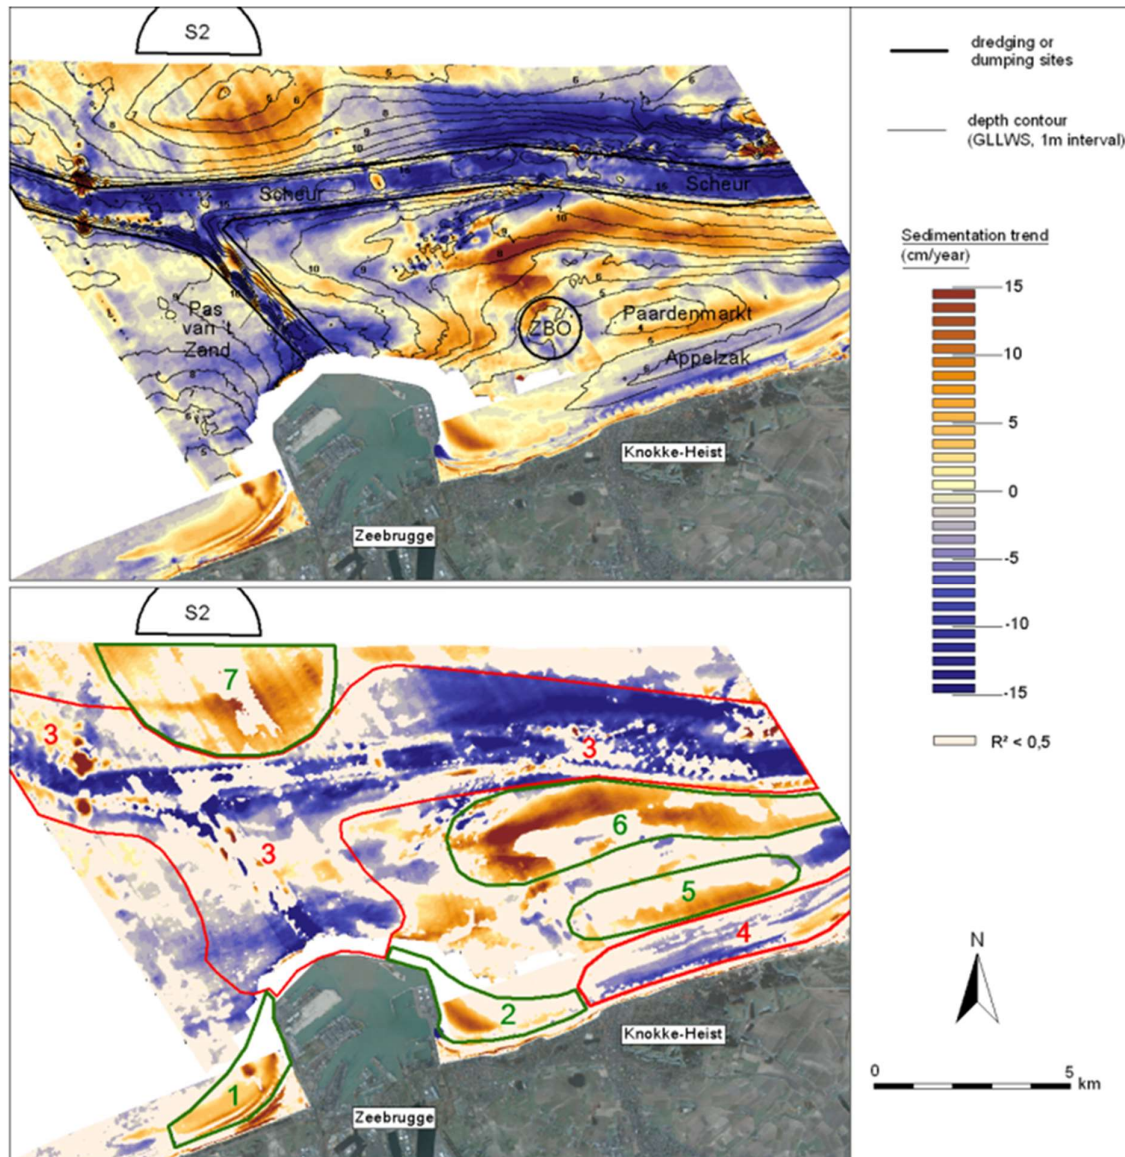 S2
dredging or
dumping sites
depth contour
(GLLWS, 1m interval)
Scheur
Scheur
Pas
van 't
Zand
ZBO
Paardenmarkt
Appelzak
Knokke-Heist
Zeebrugge
Sedimentation trend
(cm/year)
15
10
5
0
-5
-10
-15
R² < 0,5
S2
7
3
3
3
6
5
4
2
1
Knokke-Heist
Zeebrugge
N
0
5
km